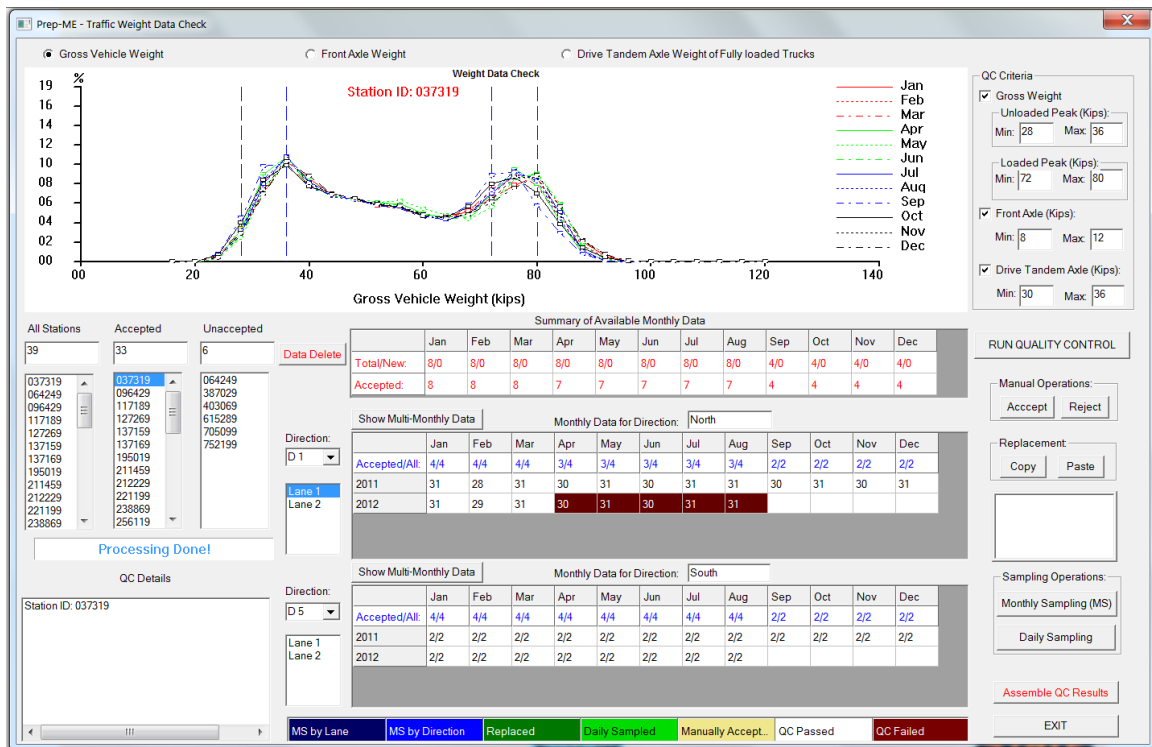 Prep-ME - Traffic Weight Data Check
Gross Vehicle Weight Front Axle Weight Drive Tandem Axle Weight of Fully loaded Trucks
Weight Data Check
%
Station ID: 037319
19
16
14
12
10
08
06
04
02
00
00 20 40 60 80 100 120 140
Gross Vehicle Weight (kips)
Jan
Feb
Mar
Apr
May
Jun
Jul
Aug
Sep
Oct
Nov
Dec
QC Criteria
Gross Weight
Unloaded Peak (Kips):
Min: 28 Max: 36
Loaded Peak (Kips):
Min: 72 Max: 80
Front Axle (Kips):
Min: 8 Max: 12
Drive Tandem Axle (Kips):
Min: 30 Max: 36
All Stations Accepted Unaccepted
39 33 6
Data Delete
037319
064249
096429
117189
127269
137159
137169
195019
211459
212229
221199
238869
037319
096429
117189
127269
137159
137169
195019
211459
212229
221199
238869
256119
064249
387029
403069
615289
705099
752199
Processing Done!
QC Details
Station ID: 037319
Summary of Available Monthly Data
Jan Feb Mar Apr May Jun Jul Aug Sep Oct Nov Dec
Total/New: 8/0 8/0 8/0 8/0 8/0 8/0 8/0 8/0 4/0 4/0 4/0 4/0
Accepted: 8 8 8 7 7 7 7 7 4 4 4 4
Show Multi-Monthly Data Monthly Data for Direction: North
Direction:
D 1
Lane 1
Lane 2
Jan Feb Mar Apr May Jun Jul Aug Sep Oct Nov Dec
Accepted/All: 4/4 4/4 4/4 3/4 3/4 3/4 3/4 3/4 2/2 2/2 2/2 2/2
2011 31 28 31 30 31 30 31 31 30 31 30 31
2012 31 29 31 30 31 30 31 31
Show Multi-Monthly Data Monthly Data for Direction: South
Direction:
D 5
Lane 1
Lane 2
Jan Feb Mar Apr May Jun Jul Aug Sep Oct Nov Dec
Accepted/All: 4/4 4/4 4/4 4/4 4/4 4/4 4/4 4/4 2/2 2/2 2/2 2/2
2011 2/2 2/2 2/2 2/2 2/2 2/2 2/2 2/2 2/2 2/2 2/2 2/2
2012 2/2 2/2 2/2 2/2 2/2 2/2 2/2 2/2
MS by Lane MS by Direction Replaced Daily Sampled Manually Accept... QC Passed QC Failed
RUN QUALITY CONTROL
Manual Operations:
Acccept Reject
Replacement
Copy Paste
Sampling Operations:
Monthly Sampling (MS)
Daily Sampling
Assemble QC Results
EXIT